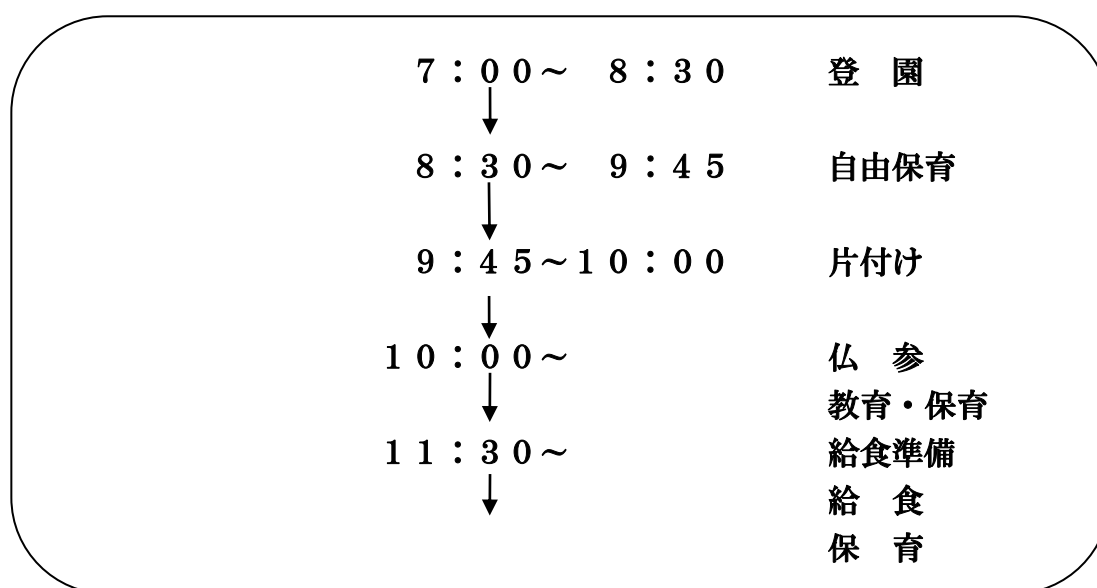 ７：００～　８：３０　　　登　園
８：３０～　９：４５　　　自由保育
９：４５～１０：００　　　片付け
１０：００～　　　仏　参
教育・保育
１１：３０～　　　給食準備
給　食
保　育